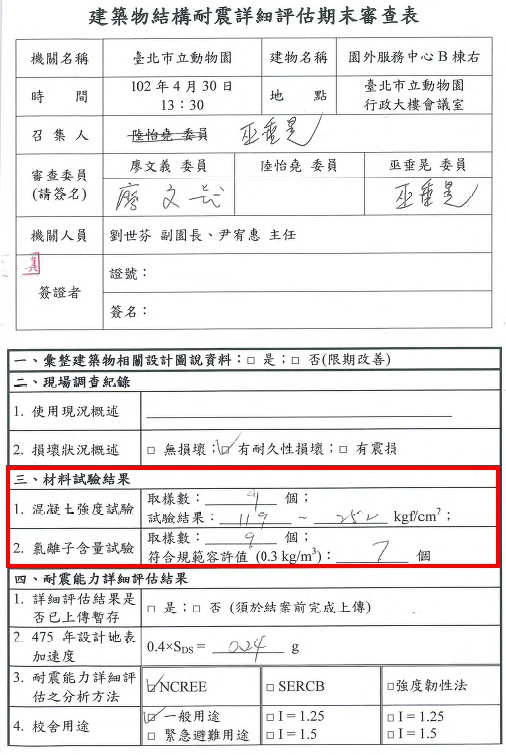 建築物結構耐震詳細評估期末審查表
機關名稱 臺北市立動物園 建物名稱 園外服務中心 B 棟右
時間 102 年 4 月 30 日 13：30 地點 臺北市立動物園 行政大樓會議室
召集人 陸怡堯 委員 巫垂晃
審查委員 (請簽名) 廖文義 委員 陸怡堯 委員 巫垂晃 委員
廖文義 巫垂晃
機關人員 劉世芬 副園長、尹宥惠 主任
簽證者 證號：
簽名：
一、彙整建築物相關設計圖說資料：□ 是；□ 否(限期改善)
二、現場調查紀錄
1. 使用現況概述
2. 損壞狀況概述 □ 無損壞；☑ 有耐久性損壞；□ 有震損
三、材料試驗結果
1. 混凝土強度試驗 取樣數： 9 個；
試驗結果： 119 ~ 252 kgf/cm²；
2. 氯離子含量試驗 取樣數： 9 個；
符合規範容許值 (0.3 kg/m³)： 7 個
四、耐震能力詳細評估結果
1. 詳細評估結果是否已上傳暫存 □ 是；□ 否 (須於結案前完成上傳)
2. 475 年設計地表加速度 0.4×SDS = 0.24 g
3. 耐震能力詳細評估之分析方法 ☑NCREE □SERCB □強度韌性法
4. 校舍用途 ☑一般用途 □ I = 1.25 □ I = 1.25
□ 緊急避難用途 □ I = 1.5 □ I = 1.5